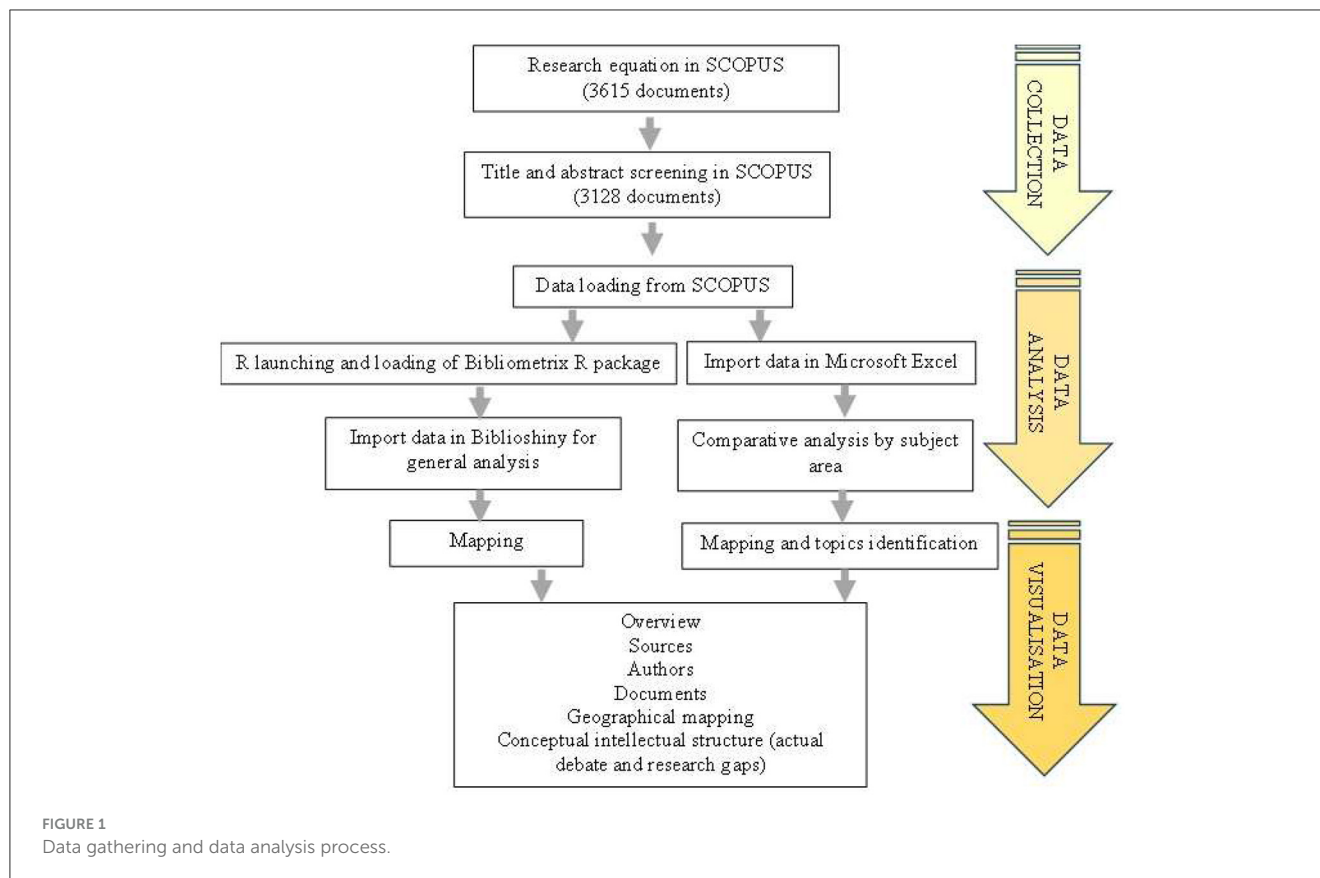 Research equation in SCOPUS
(3615 documents)
Title and abstract screening in SCOPUS
(3128 documents)
DATA
COLLECTION
Data loading from SCOPUS
R launching and loading of Bibliometrix R package
Import data in Microsoft Excel
Import data in Biblioshiny for
general analysis
Comparative analysis by subject
area
DATA
ANALYSIS
Mapping
Mapping and topics identification
Overview
Sources
Authors
Documents
Geographical mapping
Conceptual intellectual structure (actual
debate and research gaps)
DATA
VISUALISATION
FIGURE 1
Data gathering and data analysis process.